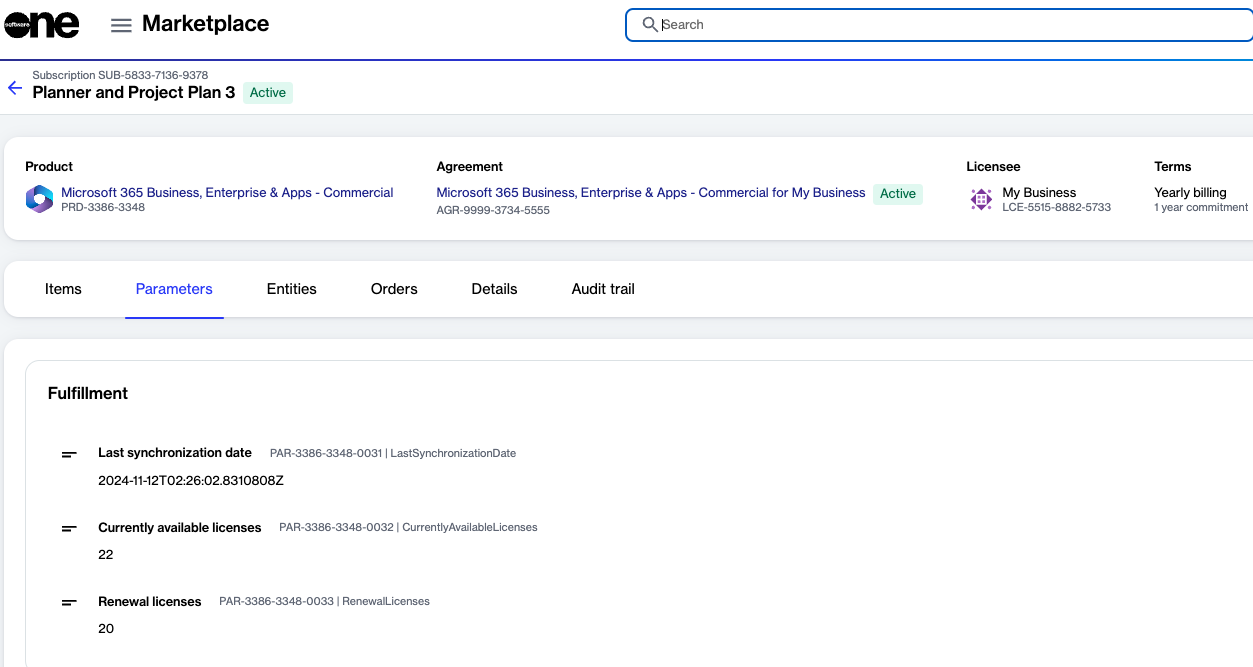 software one
Marketplace
Search
Subscription SUB-5833-7136-9378
Planner and Project Plan 3 Active
Product Agreement Licensee Terms
Microsoft 365 Business, Enterprise & Apps - Commercial Microsoft 365 Business, Enterprise & Apps - Commercial for My Business Active My Business Yearly billing
PRD-3386-3348 AGR-9999-3734-5555 LCE-5515-8882-5733 1 year commitment
Items Parameters Entities Orders Details Audit trail
Fulfillment
Last synchronization date PAR-3386-3348-0031 | LastSynchronizationDate
2024-11-12T02:26:02.8310808Z
Currently available licenses PAR-3386-3348-0032 | CurrentlyAvailableLicenses
22
Renewal licenses PAR-3386-3348-0033 | RenewalLicenses
20